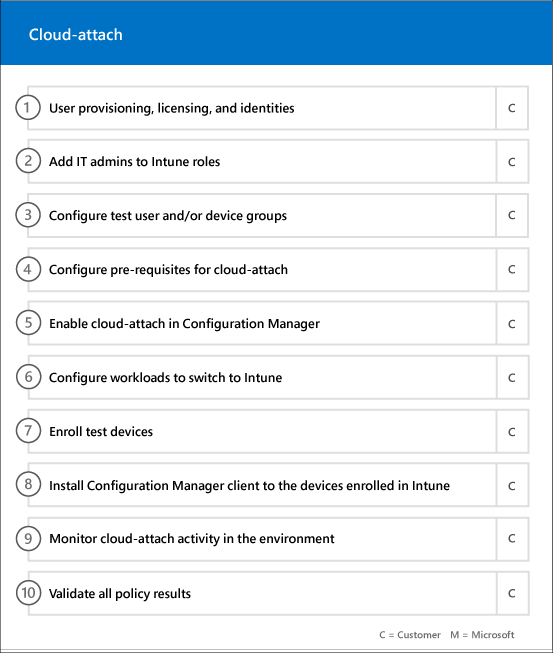 Cloud-attach
1 User provisioning, licensing, and identities C
2 Add IT admins to Intune roles C
3 Configure test user and/or device groups C
4 Configure pre-requisites for cloud-attach C
5 Enable cloud-attach in Configuration Manager C
6 Configure workloads to switch to Intune C
7 Enroll test devices C
8 Install Configuration Manager client to the devices enrolled in Intune C
9 Monitor cloud-attach activity in the environment C
10 Validate all policy results C
C = Customer M = Microsoft